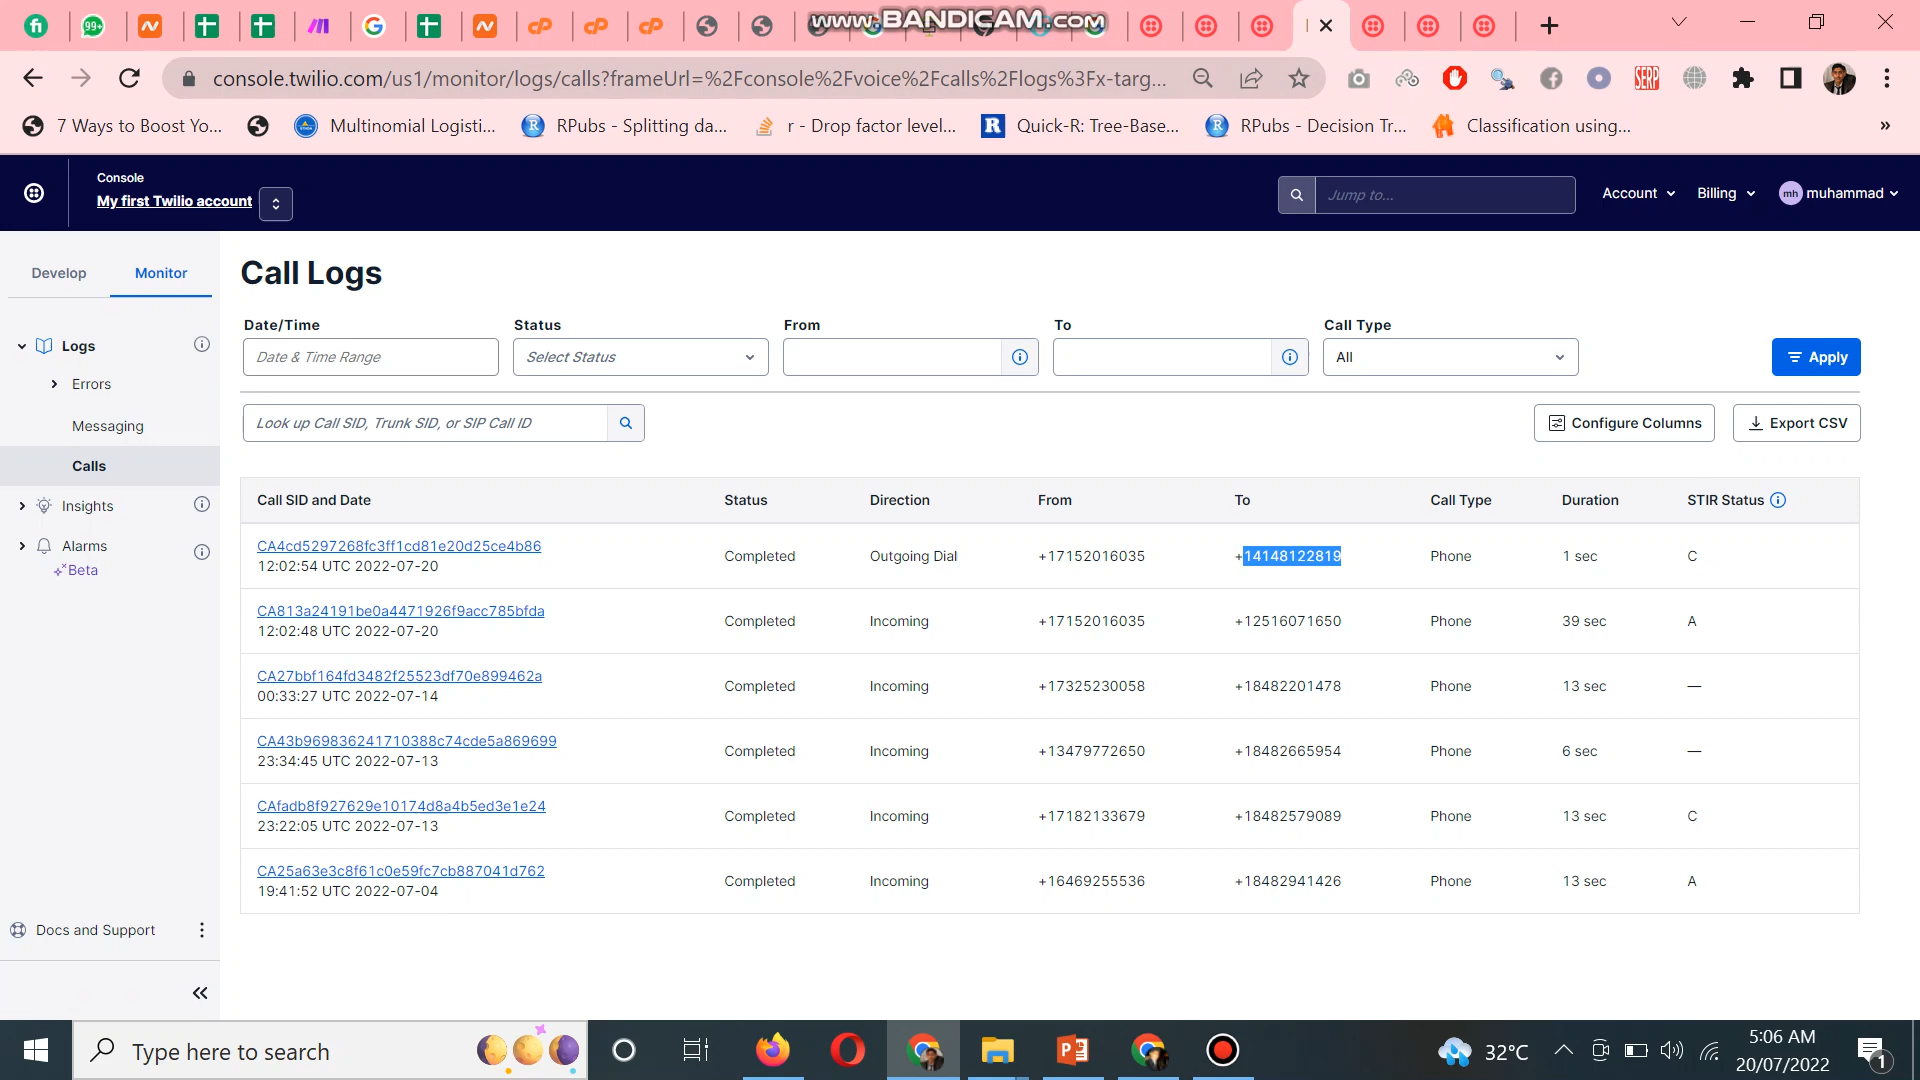 99+
www.BANDICAM.com
console.twilio.com/us1/monitor/logs/calls?frameUrl=%2Fconsole%2Fvoice%2Fcalls%2Flogs%3Fx-targ...
7 Ways to Boost Yo...
Multinomial Logisti...
RPubs - Splitting da...
r - Drop factor level...
Quick-R: Tree-Base...
RPubs - Decision Tr...
Classification using...
»
Console
My first Twilio account
Jump to...
Account
Billing
mh muhammad
Develop
Monitor
Logs
Errors
Messaging
Calls
Insights
Alarms
Beta
Docs and Support
Call Logs
Date/Time Status From To Call Type
Date & Time Range Select Status All Apply
Look up Call SID, Trunk SID, or SIP Call ID
Configure Columns Export CSV
Call SID and Date Status Direction From To Call Type Duration STIR Status
CA4cd5297268fc3ff1cd81e20d25ce4b86
12:02:54 UTC 2022-07-20
Completed Outgoing Dial +17152016035 +14148122819 Phone 1 sec C
CA813a24191be0a4471926f9acc785bfda
12:02:48 UTC 2022-07-20
Completed Incoming +17152016035 +12516071650 Phone 39 sec A
CA27bbf164fd3482f25523df70e899462a
00:33:27 UTC 2022-07-14
Completed Incoming +17325230058 +18482201478 Phone 13 sec —
CA43b969836241710388c74cde5a869699
23:34:45 UTC 2022-07-13
Completed Incoming +13479772650 +18482665954 Phone 6 sec —
CAfadb8f927629e10174d8a4b5ed3e1e24
23:22:05 UTC 2022-07-13
Completed Incoming +17182133679 +18482579089 Phone 13 sec C
CA25a63e3c8f61c0e59fc7cb887041d762
19:41:52 UTC 2022-07-04
Completed Incoming +16469255536 +18482941426 Phone 13 sec A
Type here to search
32°C
5:06 AM
20/07/2022
1